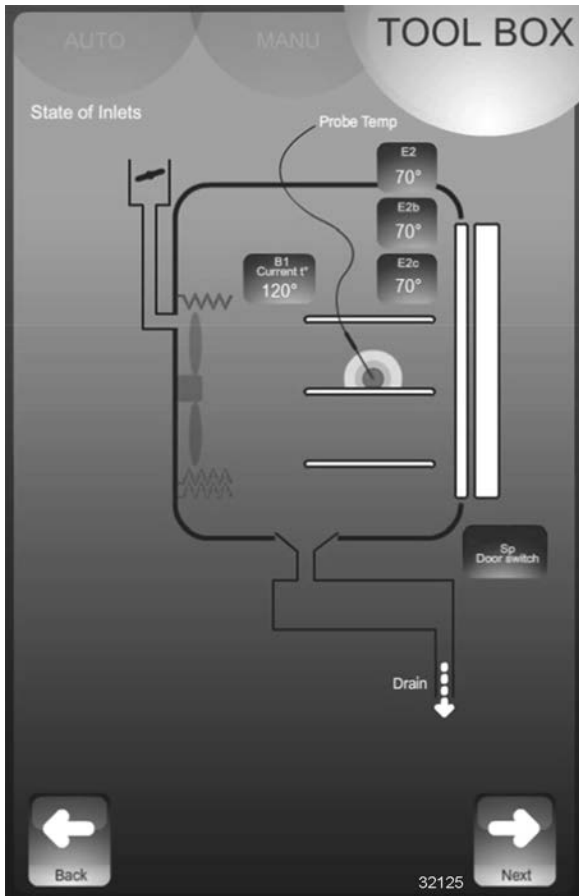 AUTO
MANU
TOOL BOX
State of Inlets
Probe Temp
E2
70°
E2b
70°
B1
Current t°
120°
E2c
70°
Sp
Door switch
Drain
Back
32125
Next